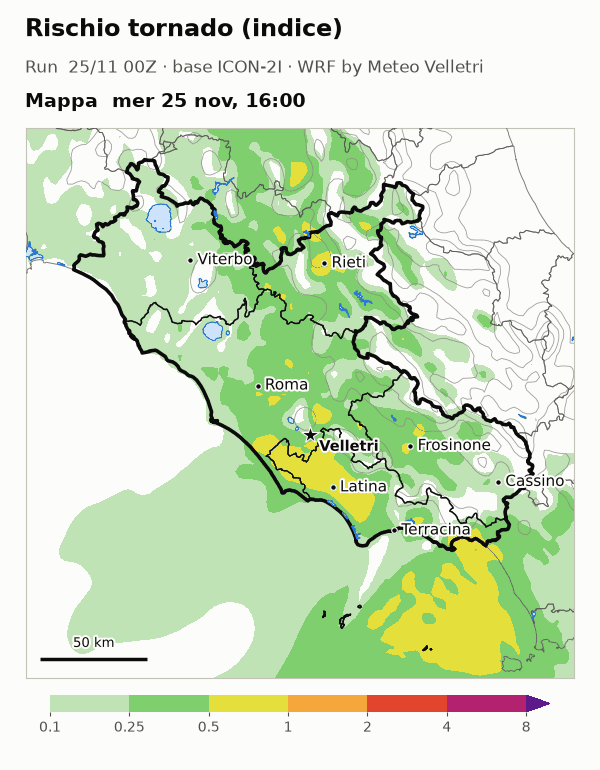 Rischio tornado (indice)
Run  25/11 00Z · base ICON-2I · WRF by Meteo Velletri
Mappa  mer 25 nov, 16:00
Viterbo
Rieti
Roma
Velletri
Frosinone
Cassino
Latina
Terracina
50 km
0.1 0.25 0.5 1 2 4 8